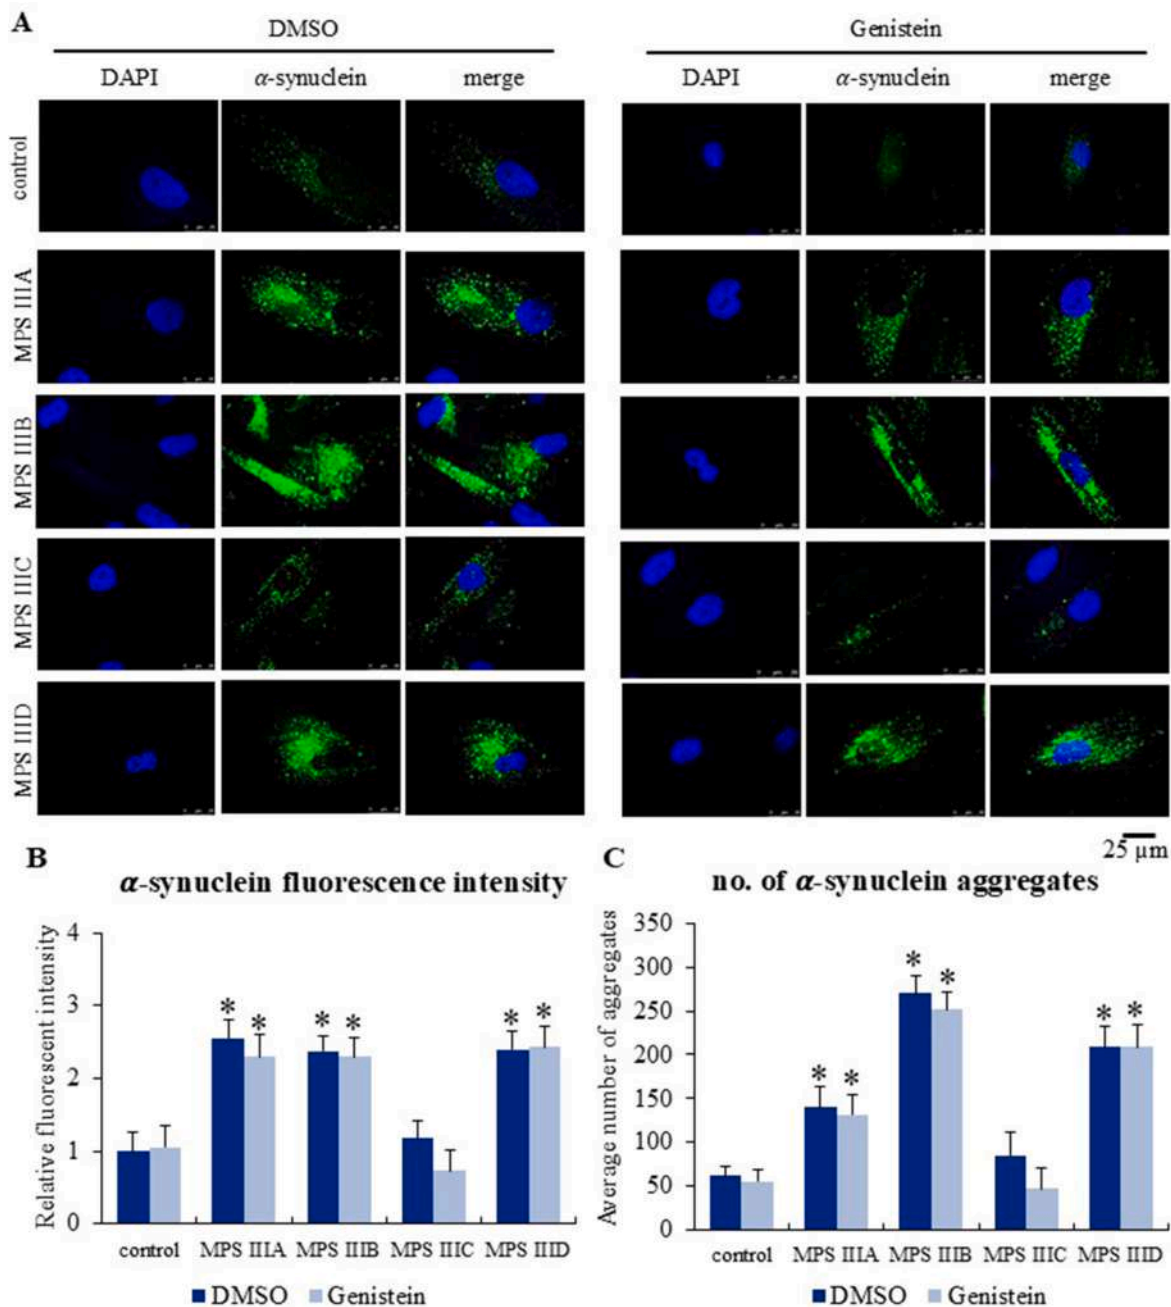 A
DMSO
Genistein
DAPI α-synuclein merge
DAPI α-synuclein merge
control
MPS IIIA
MPS IIIB
MPS IIIC
MPS IIID
25 µm
B
α-synuclein fluorescence intensity
Relative fluorescent intensity
4
3
2
1
0
control MPS IIIA MPS IIIB MPS IIIC MPS IIID
* * * * * *
DMSO Genistein
C
no. of α-synuclein aggregates
Average number of aggregates
350
300
250
200
150
100
50
0
control MPS IIIA MPS IIIB MPS IIIC MPS IIID
* * * * * *
DMSO Genistein